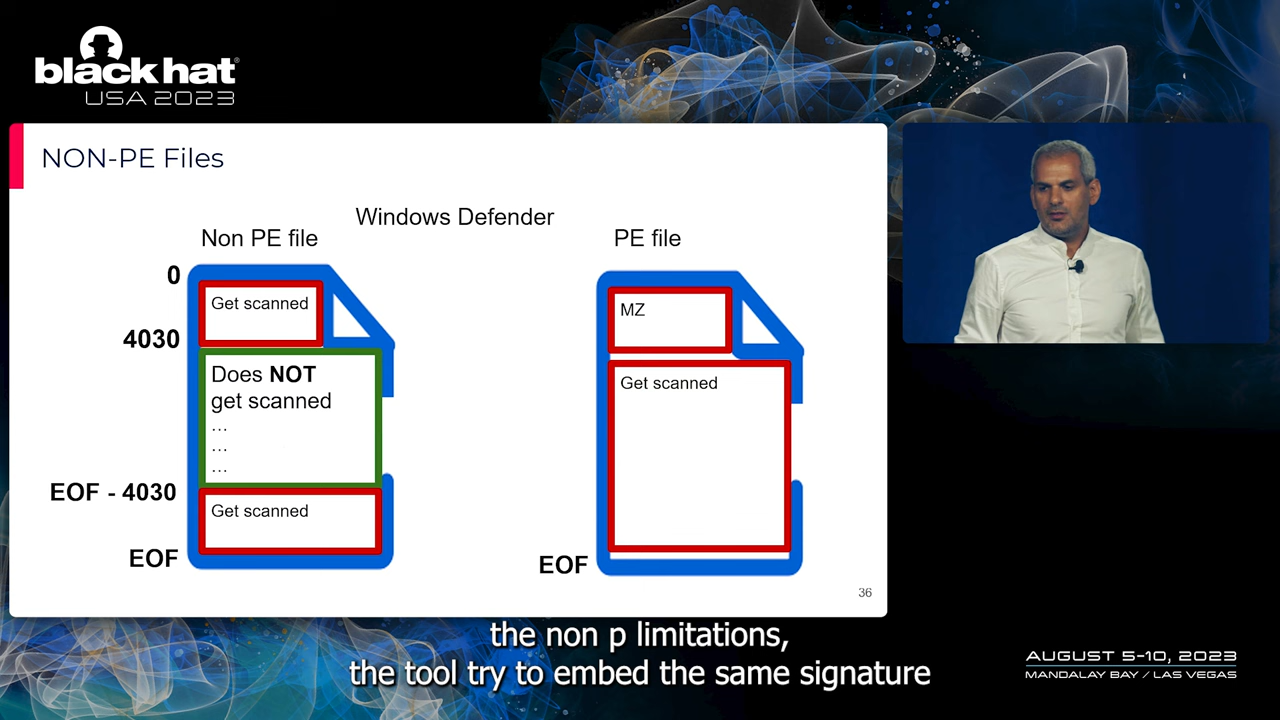 black hat®
USA 2023
NON-PE Files
Windows Defender
Non PE file
PE file
0
Get scanned
4030
Does NOT
get scanned
...
...
...
EOF - 4030
Get scanned
EOF
MZ
Get scanned
EOF
36
the non p limitations,
the tool try to embed the same signature
AUGUST 5-10, 2023
MANDALAY BAY / LAS VEGAS